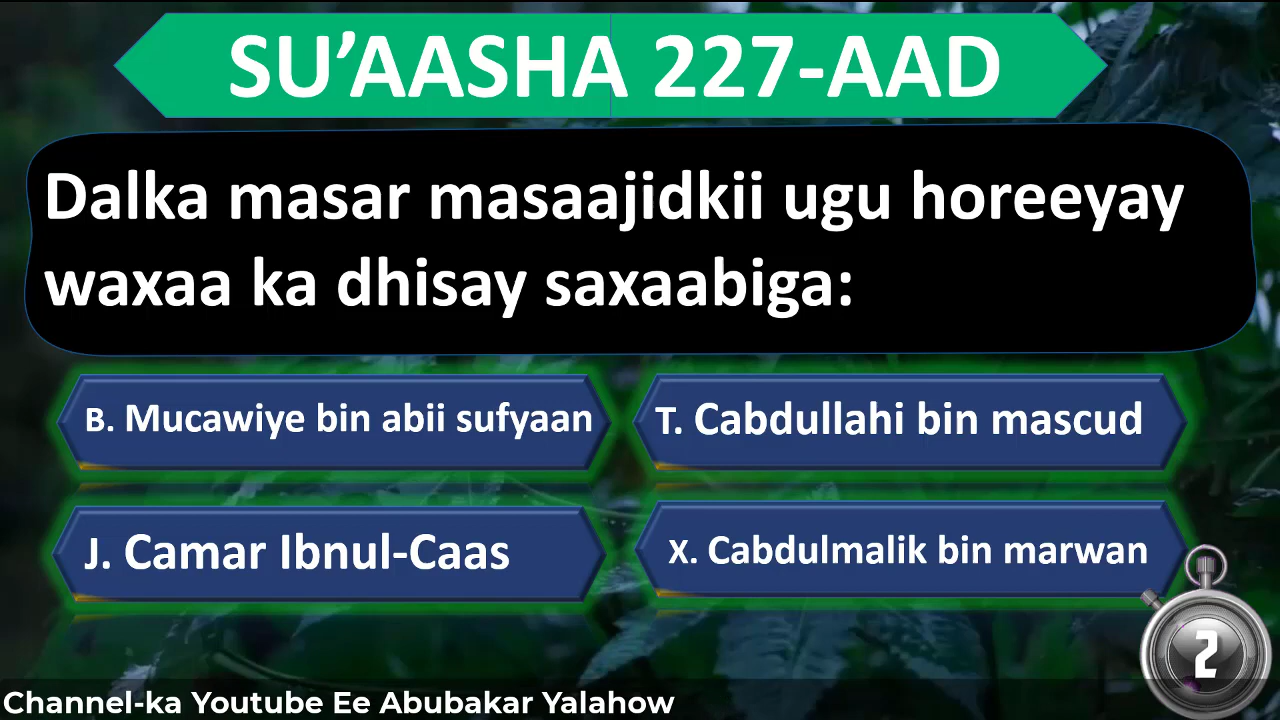 SU’AASHA 227-AAD
Dalka masar masaajidkii ugu horeeyay
waxaa ka dhisay saxaabiga:
B. Mucawiye bin abii sufyaan
T. Cabdullahi bin mascud
J. Camar Ibnul-Caas
X. Cabdulmalik bin marwan
2
Channel-ka Youtube Ee Abubakar Yalahow